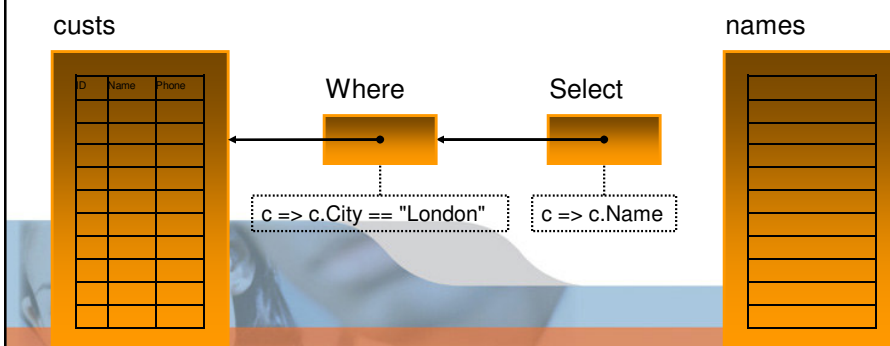 custs
names
ID Name Phone
Where
Select
c => c.City == "London"
c => c.Name